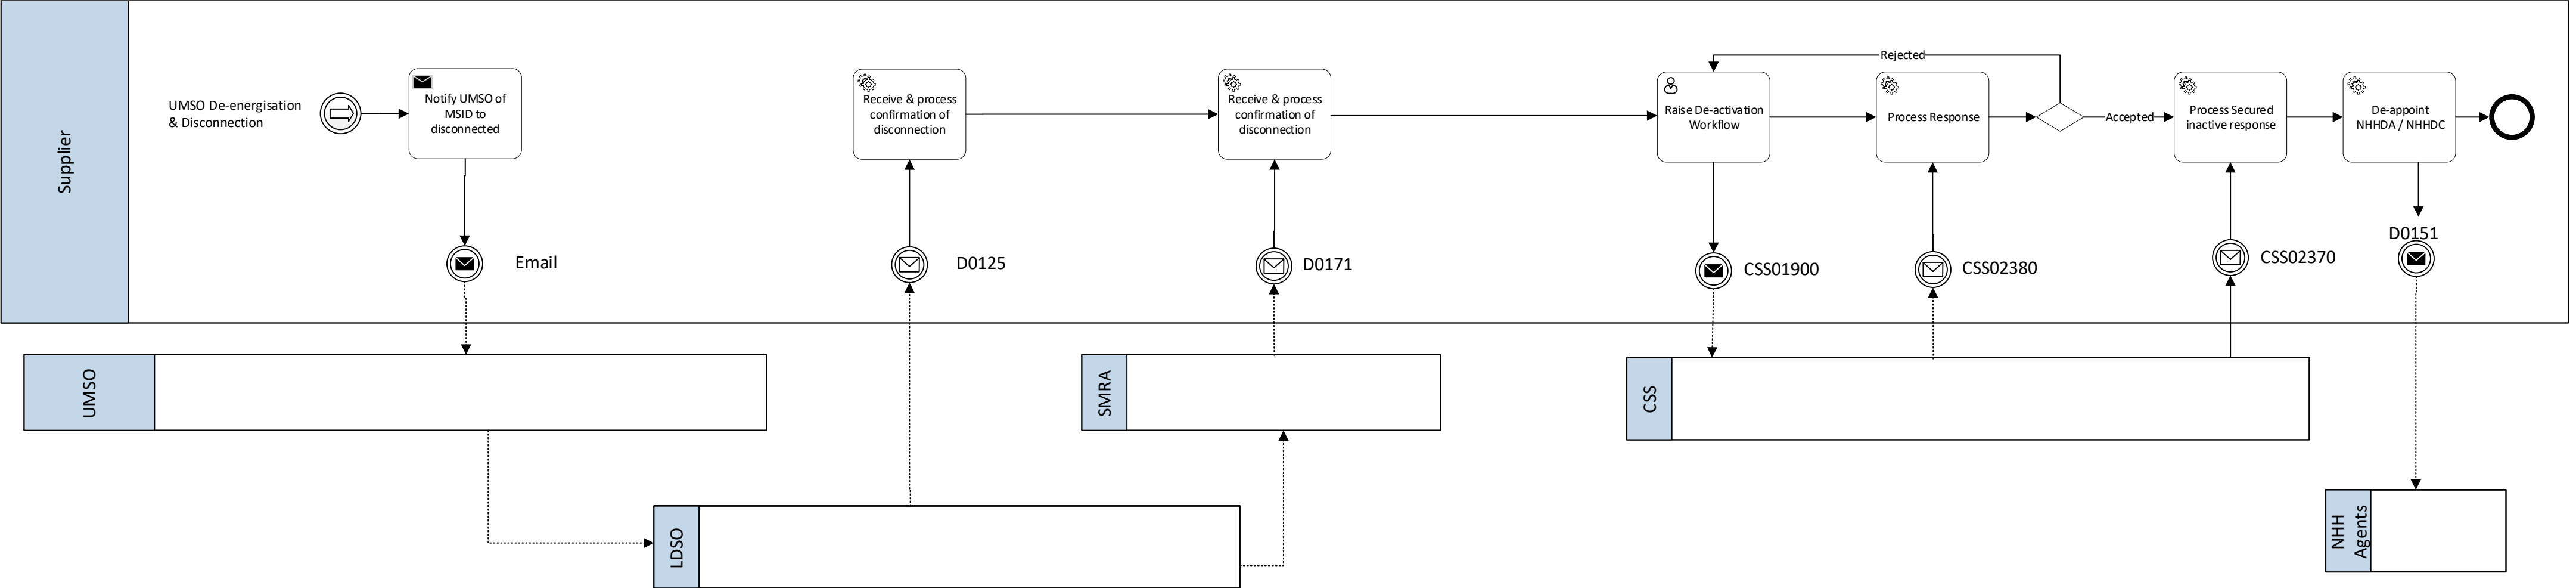 Supplier
UMSO De-energisation
& Disconnection
Notify UMSO of
MSID to
disconnected
Receive & process
confirmation of
disconnection
Receive & process
confirmation of
disconnection
Rejected
Raise De-activation
Workflow
Process Response
Accepted
Process Secured
inactive response
De-appoint
NHHDA / NHHDC
Email
D0125
D0171
CSS01900
CSS02380
CSS02370
D0151
UMSO
SMRA
CSS
LDSO
NHH
Agents